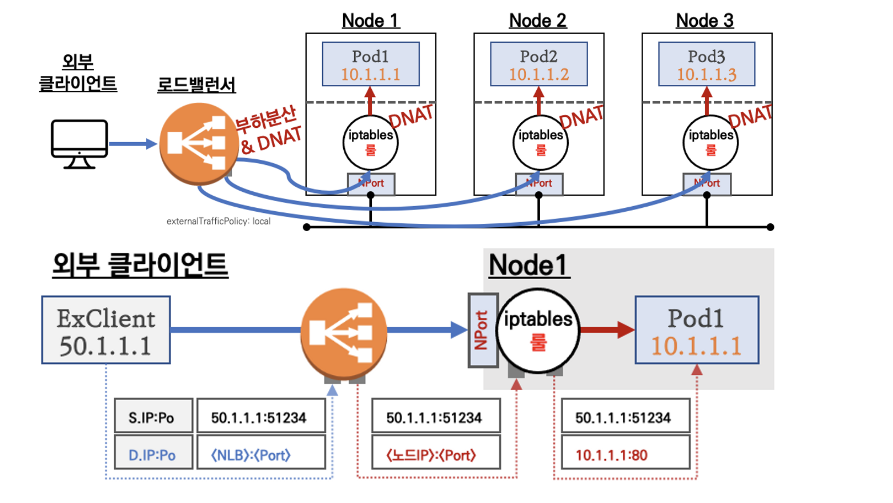 Node 1
Node 2
Node 3
외부
클라이언트
로드밸런서
Pod1
10.1.1.1
Pod2
10.1.1.2
Pod3
10.1.1.3
부하분산
& DNAT
DNAT
DNAT
DNAT
iptables
룰
iptables
룰
iptables
룰
NPort
NPort
NPort
externalTrafficPolicy: local
외부 클라이언트
Node1
ExClient
50.1.1.1
NPort
iptables
룰
Pod1
10.1.1.1
S.IP:Po
50.1.1.1:51234
50.1.1.1:51234
50.1.1.1:51234
D.IP:Po
<NLB>:<Port>
<노드IP>:<Port>
10.1.1.1:80